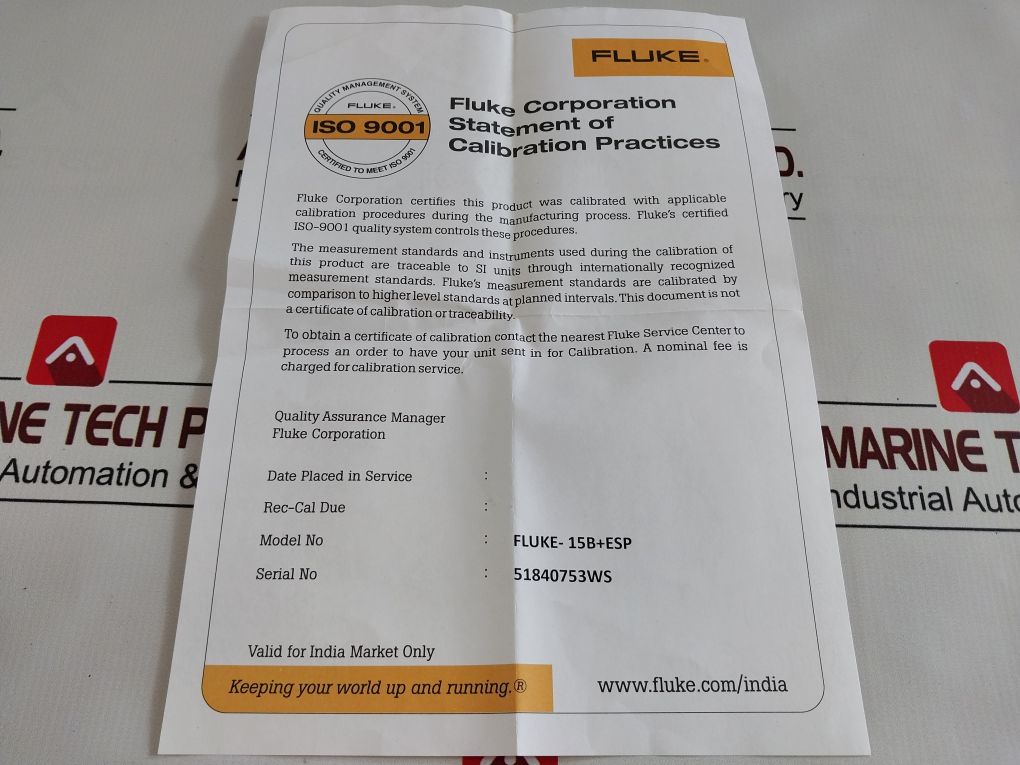 FLUKE®
QUALITY MANAGEMENT SYSTEM
FLUKE®
ISO 9001
CERTIFIED TO MEET ISO 9001
Fluke Corporation
Statement of
Calibration Practices
Fluke Corporation certifies this product was calibrated with applicable
calibration procedures during the manufacturing process. Fluke's certified
ISO-9001 quality system controls these procedures.
The measurement standards and instruments used during the calibration of
this product are traceable to SI units through internationally recognized
measurement standards. Fluke's measurement standards are calibrated by
comparison to higher level standards at planned intervals. This document is not
a certificate of calibration or traceability.
To obtain a certificate of calibration contact the nearest Fluke Service Center to
process an order to have your unit sent in for Calibration. A nominal fee is
charged for calibration service.
Quality Assurance Manager
Fluke Corporation
Date Placed in Service :
Rec-Cal Due :
Model No : FLUKE- 15B+ESP
Serial No : 51840753WS
Valid for India Market Only
Keeping your world up and running.®
www.fluke.com/india
D.
ry
NE TECH P
Automation &
MARINE T
ndustrial Auto